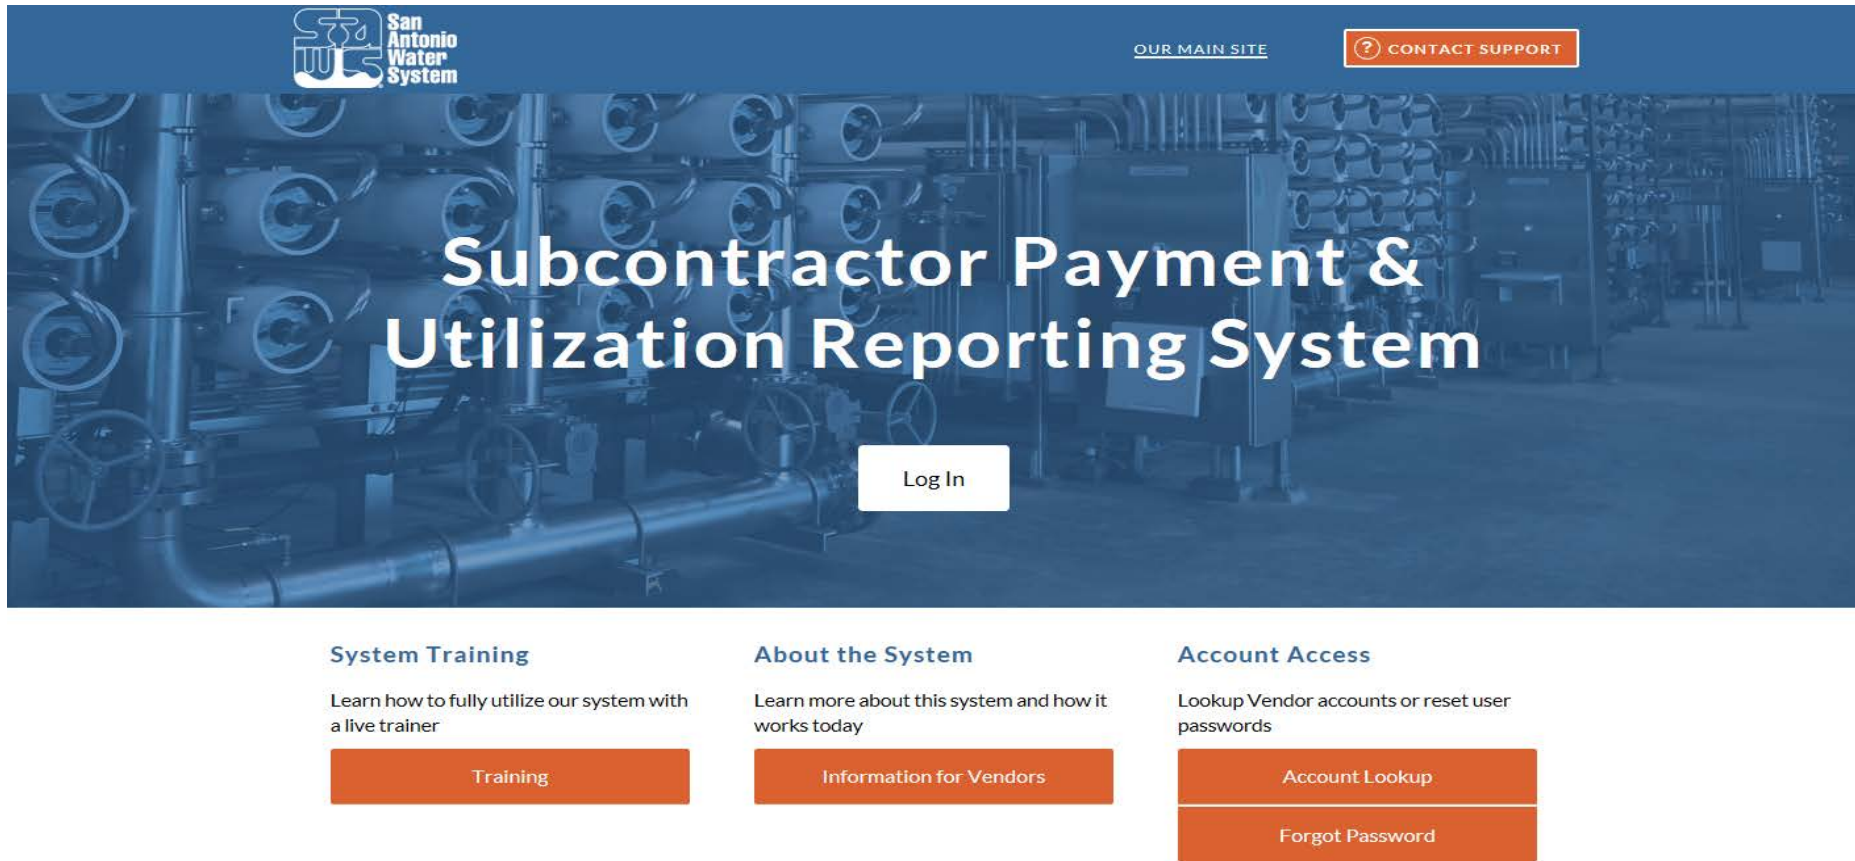 San
Antonio
Water
System
OUR MAIN SITE
? CONTACT SUPPORT
Subcontractor Payment &
Utilization Reporting System
Log In
System Training
Learn how to fully utilize our system with
a live trainer
Training
About the System
Learn more about this system and how it
works today
Information for Vendors
Account Access
Lookup Vendor accounts or reset user
passwords
Account Lookup
Forgot Password